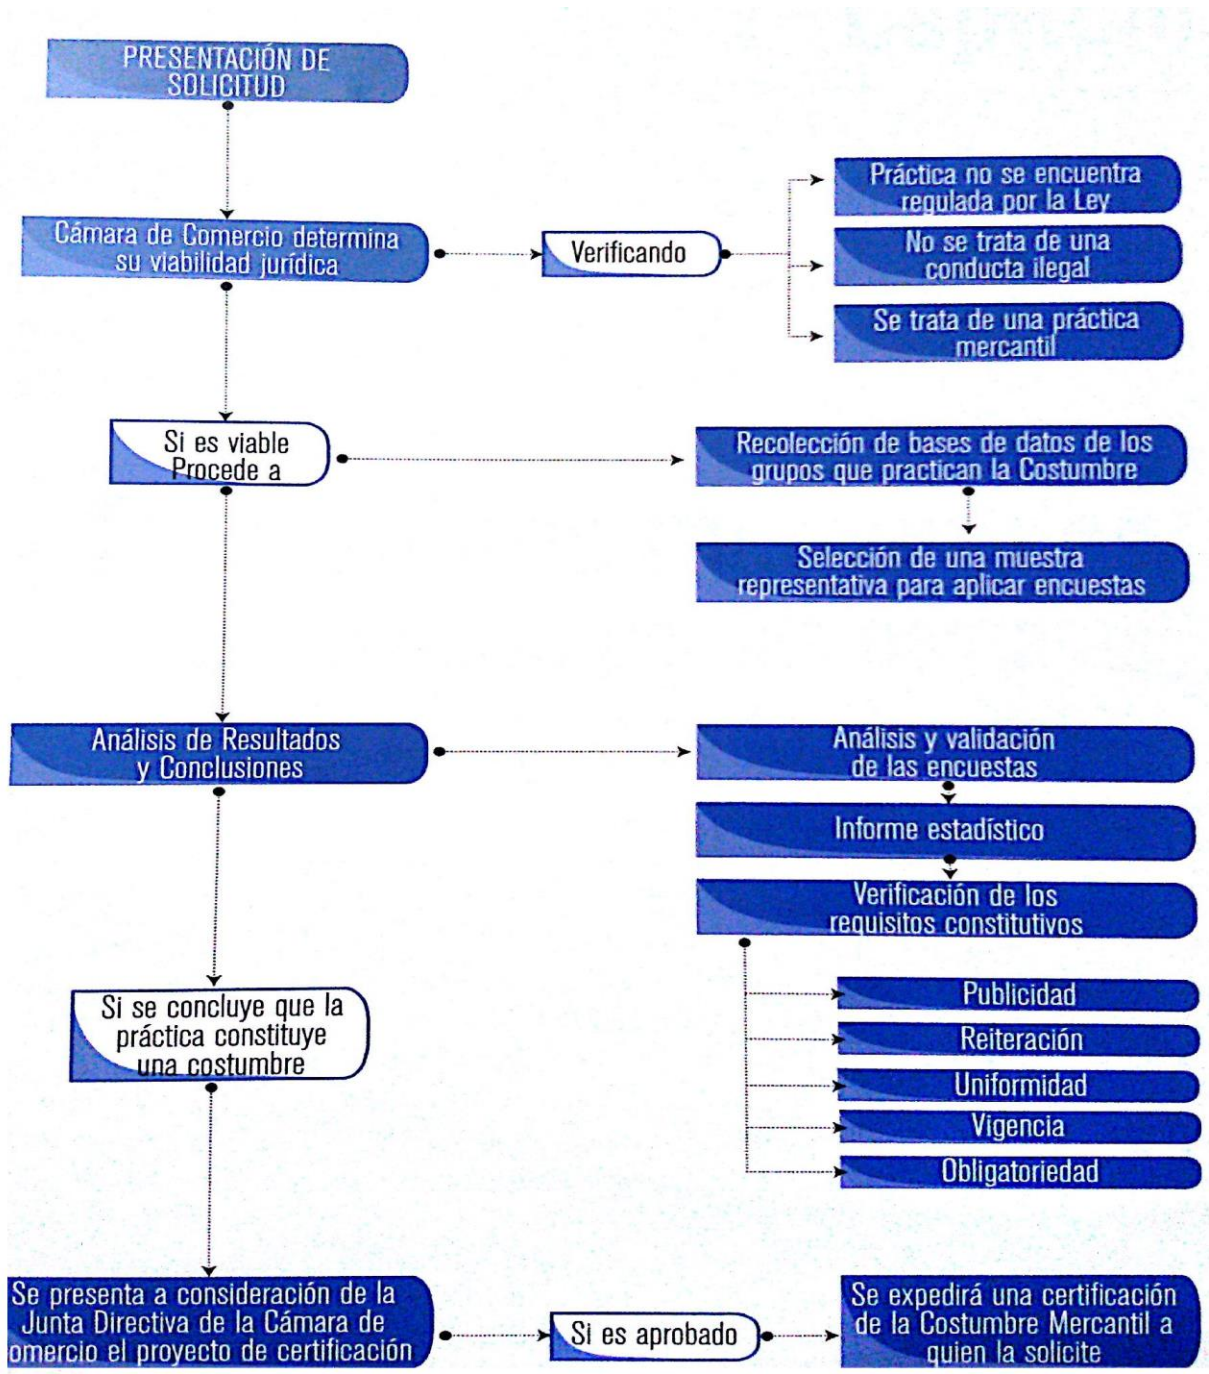 PRESENTACIÓN DE
SOLICITUD
Cámara de Comercio determina
su viabilidad jurídica
Verificando
Práctica no se encuentra
regulada por la Ley
No se trata de una
conducta ilegal
Se trata de una práctica
mercantil
Si es viable
Procede a
Recolección de bases de datos de los
grupos que practican la Costumbre
Selección de una muestra
representativa para aplicar encuestas
Análisis de Resultados
y Conclusiones
Análisis y validación
de las encuestas
Informe estadístico
Verificación de los
requisitos constitutivos
Publicidad
Reiteración
Uniformidad
Vigencia
Obligatoriedad
Si se concluye que la
práctica constituye
una costumbre
Se presenta a consideración de la
Junta Directiva de la Cámara de
omercio el proyecto de certificación
Si es aprobado
Se expedirá una certificación
de la Costumbre Mercantil a
quien la solicite